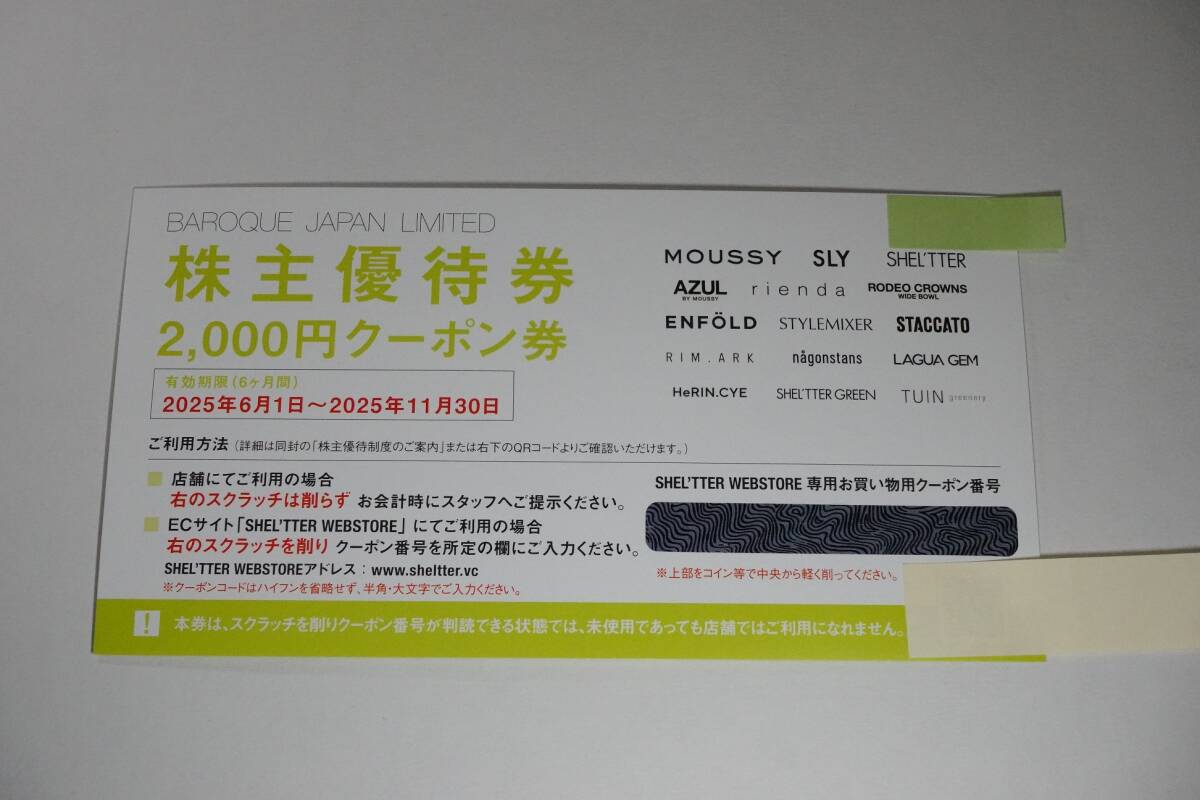 BAROQUE JAPAN LIMITED
株主優待券
2,000円クーポン券
有効期限(6ヶ月間)
2025年6月1日〜2025年11月30日
MOUSSY SLY SHEL'TTER
AZUL BY MOUSSY rienda RODEO CROWNS WIDE BOWL
ENFÖLD STYLEMIXER STACCATO
RIM.ARK någonstans LAGUA GEM
HeRIN.CYE SHEL'TTER GREEN TUIN greenery
ご利用方法(詳細は同封の「株主優待制度のご案内」または右下のQRコードよりご確認いただけます。)
店舗にてご利用の場合
右のスクラッチは削らず お会計時にスタッフへご提示ください。
ECサイト「SHEL'TTER WEBSTORE」にてご利用の場合
右のスクラッチを削り クーポン番号を所定の欄にご入力ください。
SHEL'TTER WEBSTOREアドレス:www.sheltter.vc
※クーポンコードはハイフンを省略せず、半角・大文字でご入力ください。
SHEL'TTER WEBSTORE 専用お買い物用クーポン番号
※上部をコイン等で中央から軽く削ってください。
! 本券は、スクラッチを削りクーポン番号が判読できる状態では、未使用であっても店舗ではご利用になれません。